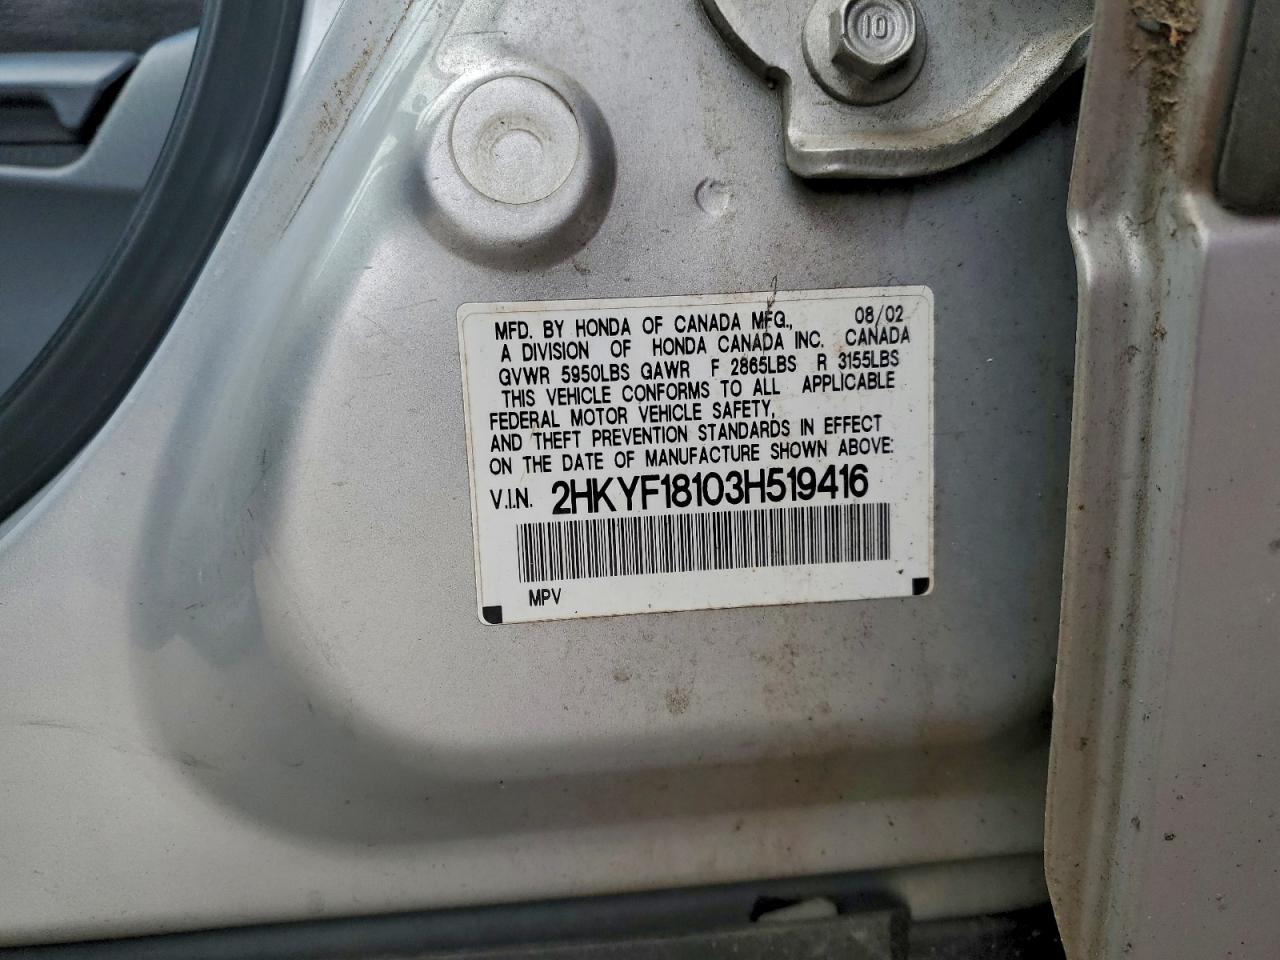 10
MFD. BY HONDA OF CANADA MFG., 08/02
A DIVISION OF HONDA CANADA INC. CANADA
GVWR 5950LBS GAWR F 2865LBS R 3155LBS
THIS VEHICLE CONFORMS TO ALL APPLICABLE
FEDERAL MOTOR VEHICLE SAFETY,
AND THEFT PREVENTION STANDARDS IN EFFECT
ON THE DATE OF MANUFACTURE SHOWN ABOVE:
V.I.N. 2HKYF18103H519416
MPV